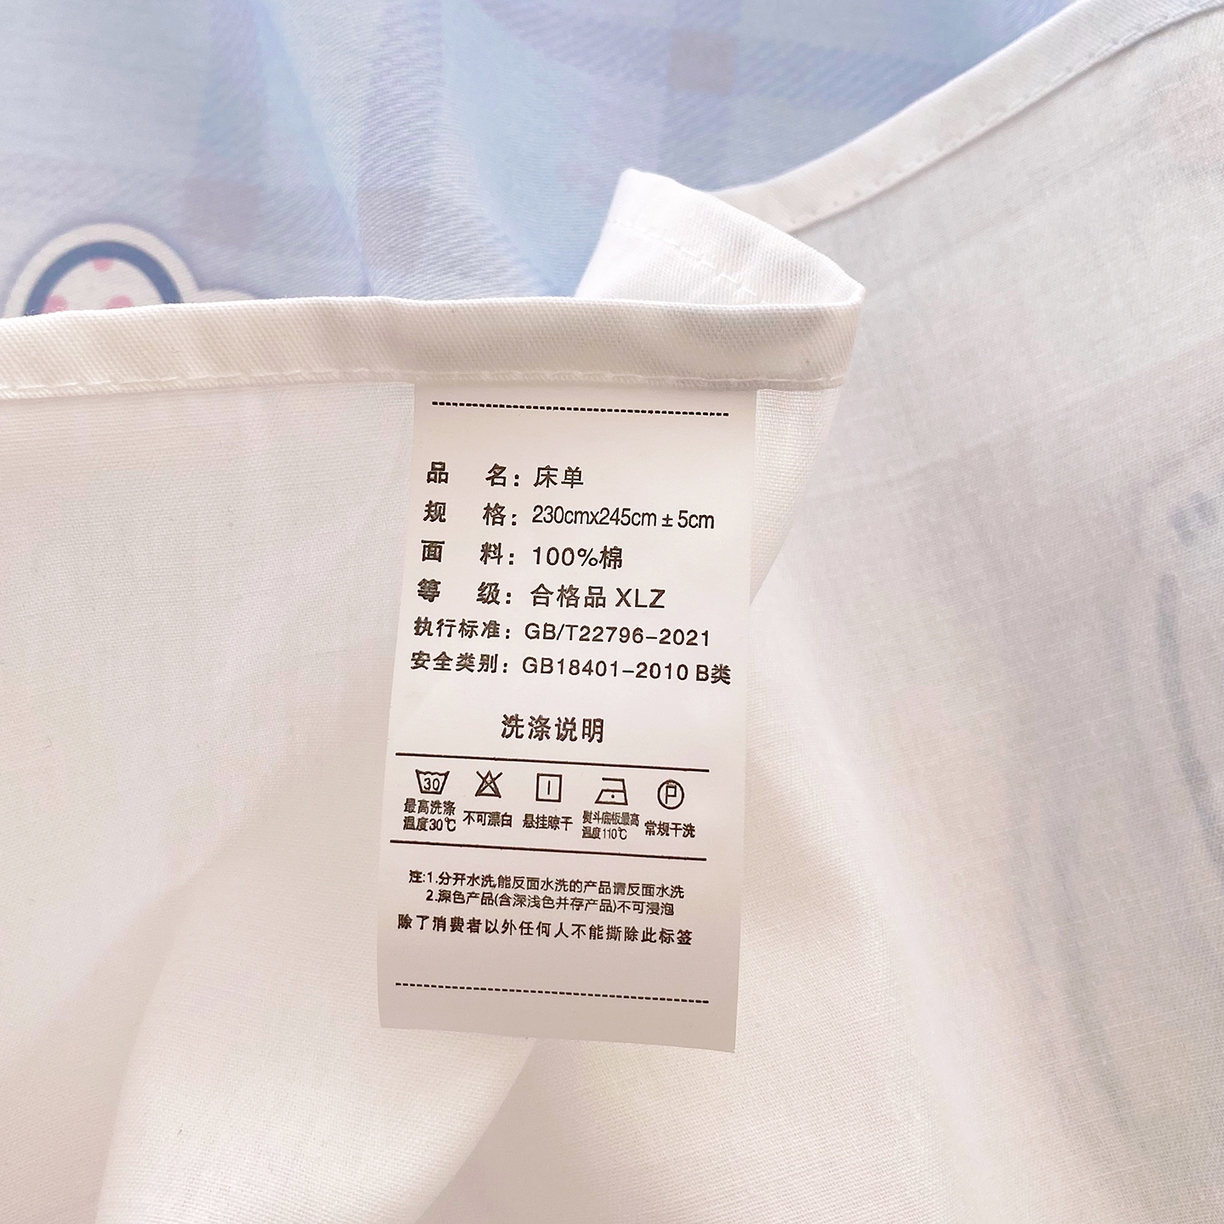 品 名：床单
规 格：230cmx245cm±5cm
面 料：100%棉
等 级：合格品 XLZ
执行标准：GB/T22796-2021
安全类别：GB18401-2010 B类
洗涤说明
30 P
最高洗涤温度30℃ 不可漂白 悬挂晾干 熨斗底板最高温度110℃ 常规干洗
注:1.分开水洗,能反面水洗的产品请反面水洗
2.深色产品(含深浅色并存产品)不可浸泡
除了消费者以外任何人不能撕除此标签